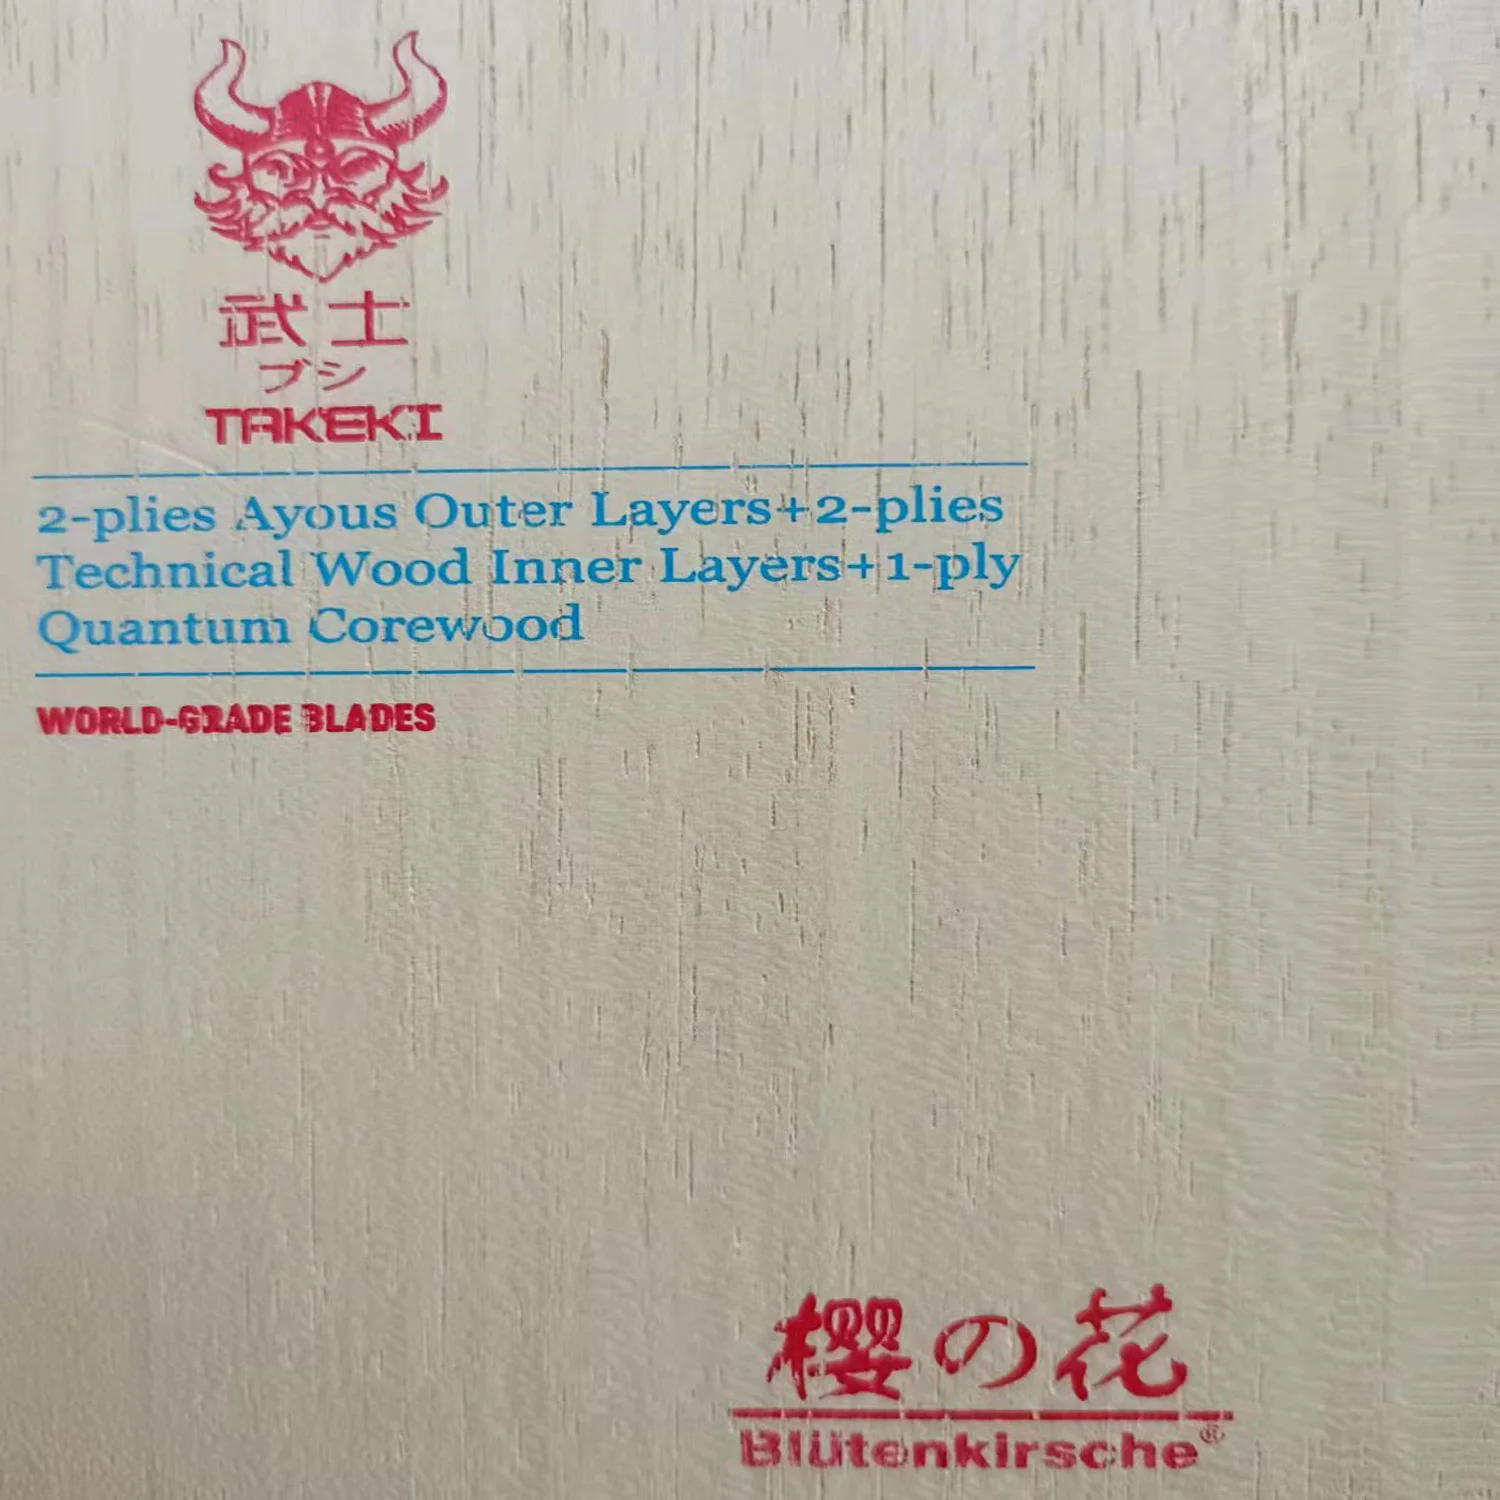 武士
ブシ
TAKEKI
2-plies Ayous Outer Layers+2-plies
Technical Wood Inner Layers+1-ply
Quantum Corewood
WORLD-GRADE BLADES
櫻の花
Blütenkirsche®